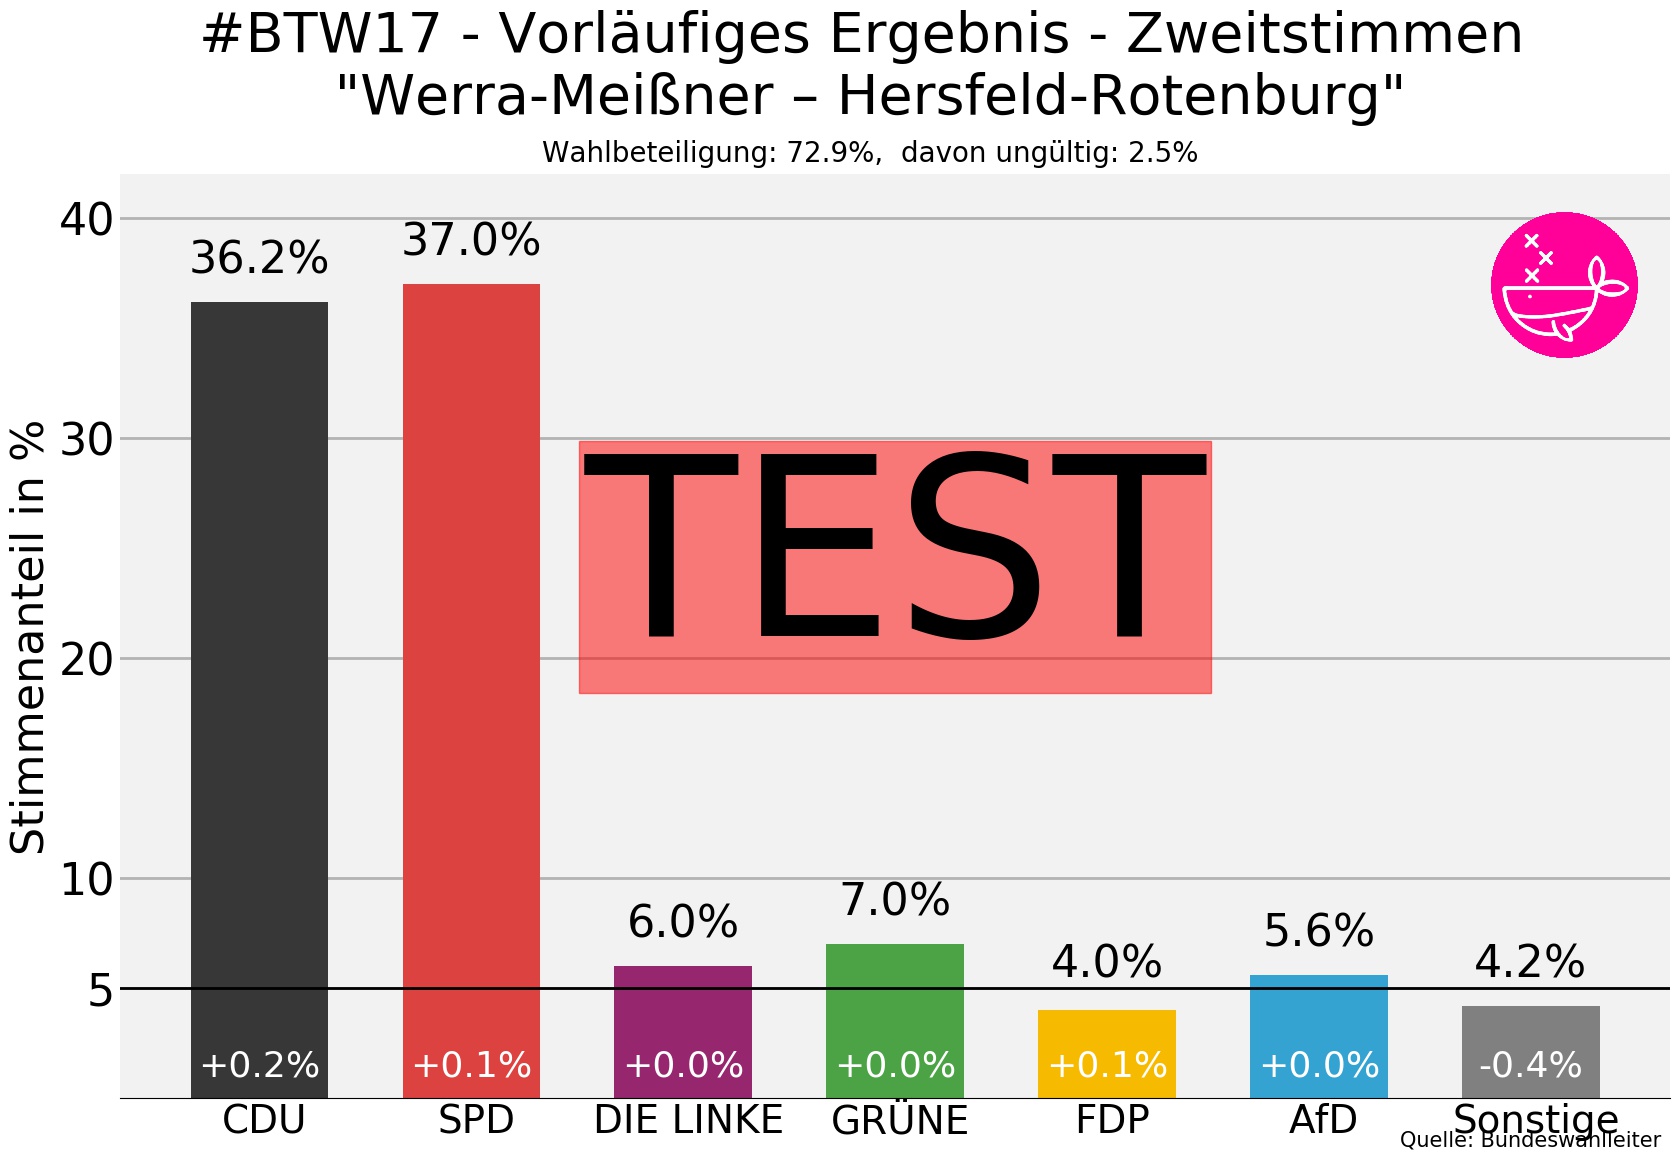 #BTW17 - Vorläufiges Ergebnis - Zweitstimmen
"Werra-Meißner – Hersfeld-Rotenburg"
Wahlbeteiligung: 72.9%,  davon ungültig: 2.5%
Stimmenanteil in %
40
30
20
10
5
36.2%
37.0%
6.0%
7.0%
4.0%
5.6%
4.2%
TEST
+0.2%
+0.1%
+0.0%
+0.0%
+0.1%
+0.0%
-0.4%
CDU
SPD
DIE LINKE
GRÜNE
FDP
AfD
Sonstige
Quelle: Bundeswahlleiter